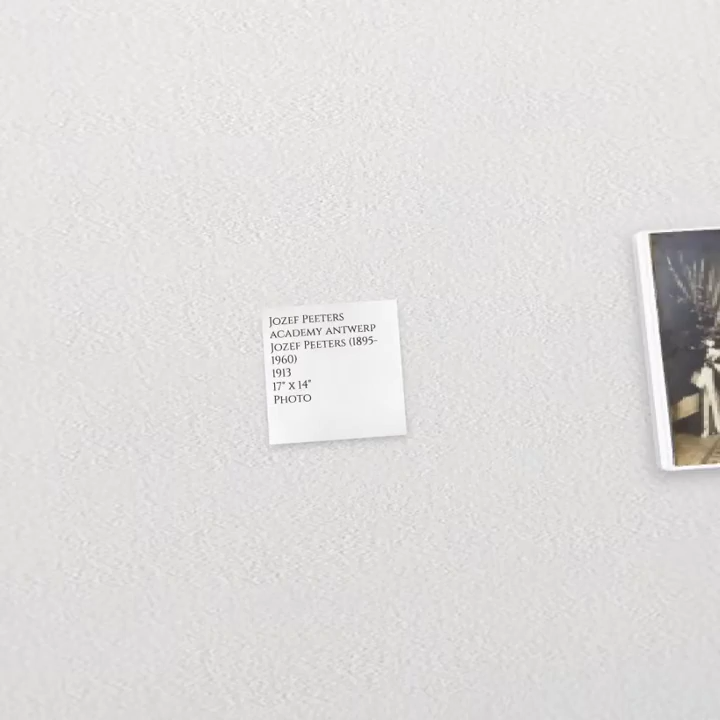 Jozef Peeters
academy antwerp
Jozef Peeters (1895-
1960)
1913
17" x 14"
Photo